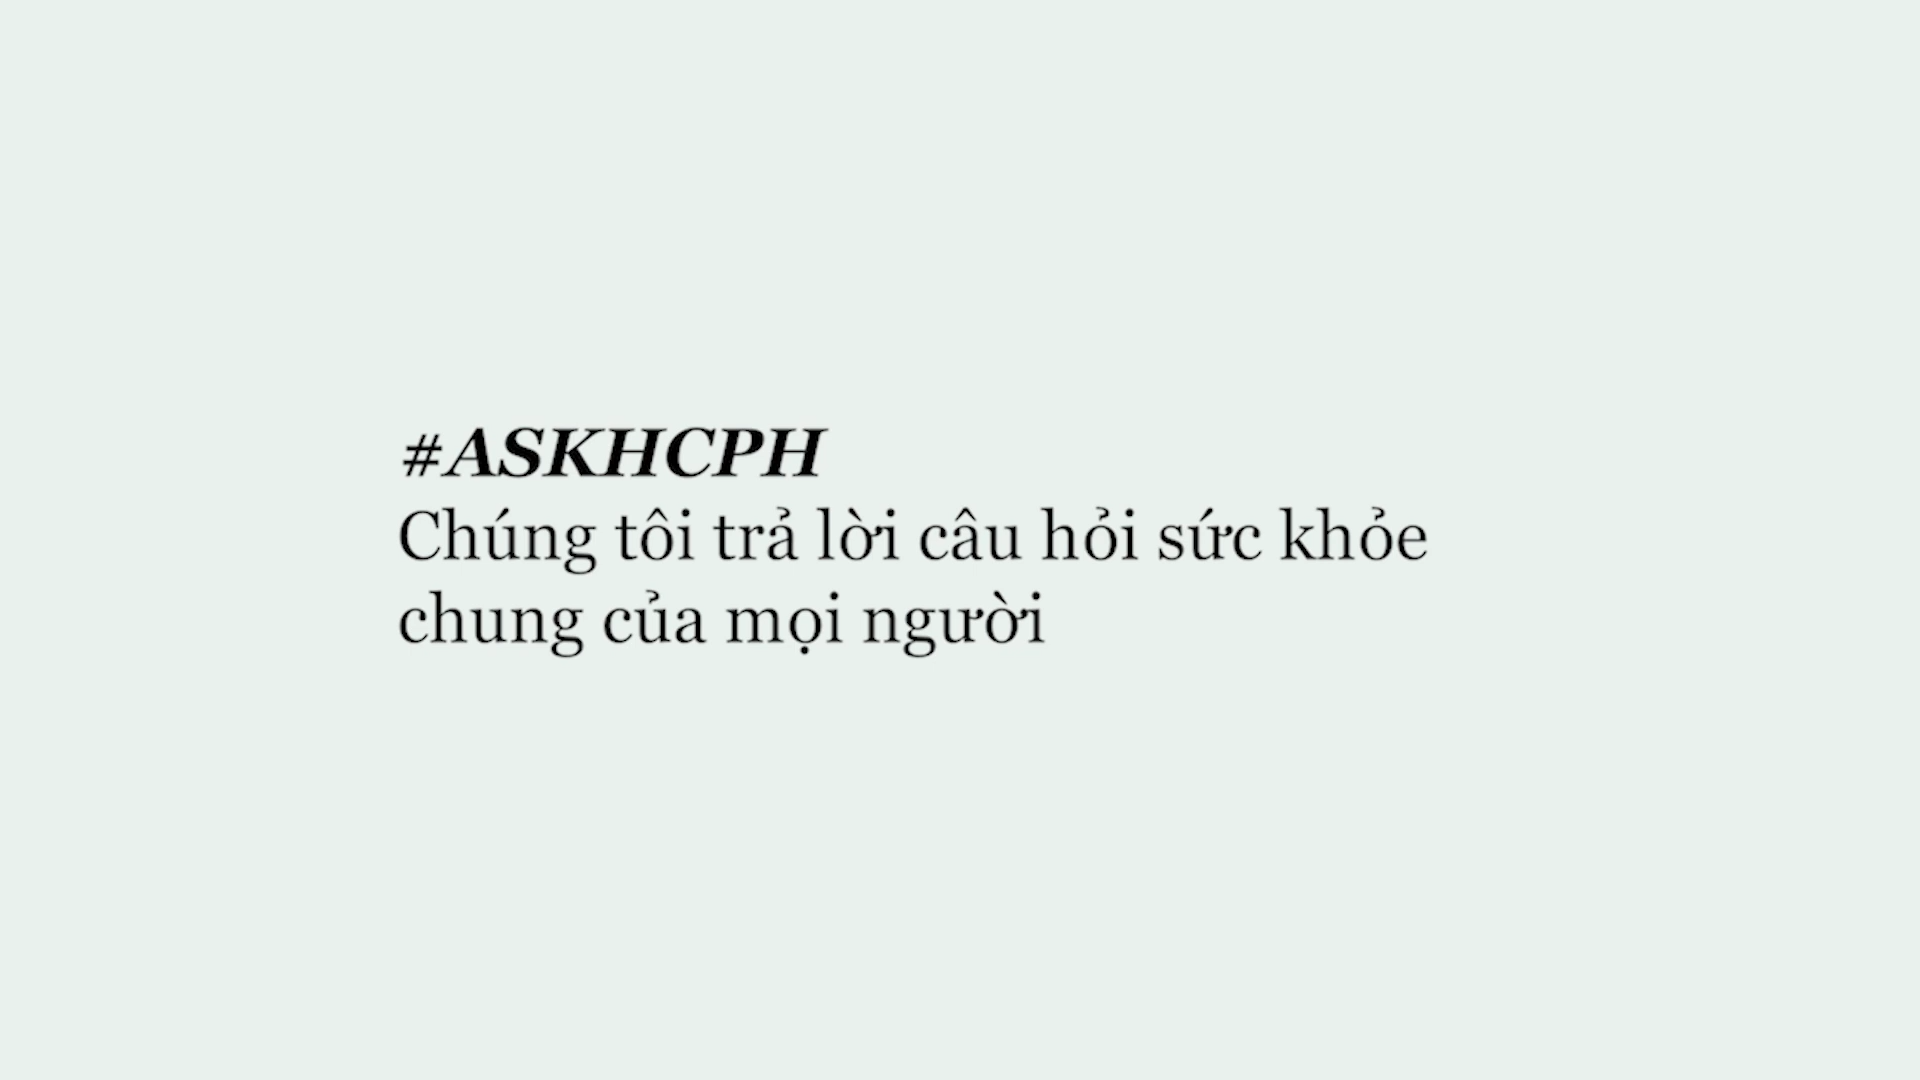 #ASKHCPH
Chúng tôi trả lời câu hỏi sức khỏe
chung của mọi người